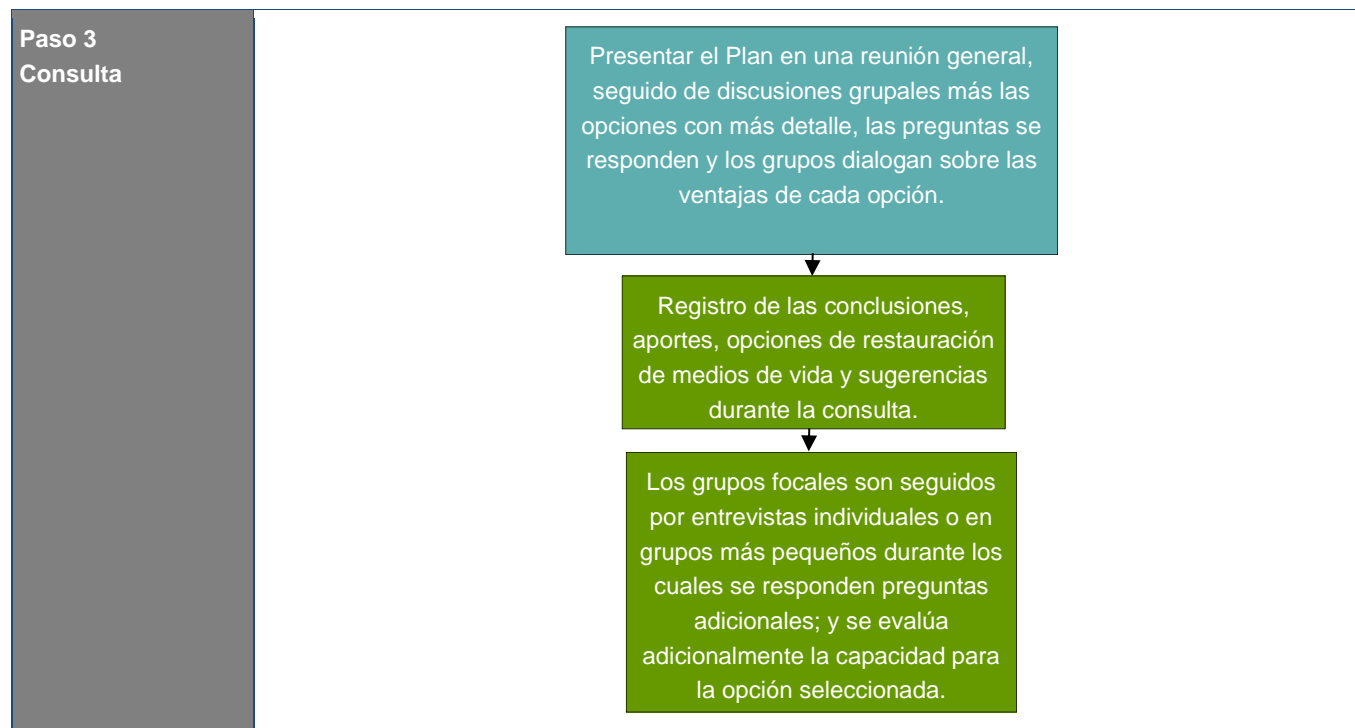 Paso 3
Consulta
Presentar el Plan en una reunión general,
seguido de discusiones grupales más las
opciones con más detalle, las preguntas se
responden y los grupos dialogan sobre las
ventajas de cada opción.
Registro de las conclusiones,
aportes, opciones de restauración
de medios de vida y sugerencias
durante la consulta.
Los grupos focales son seguidos
por entrevistas individuales o en
grupos más pequeños durante los
cuales se responden preguntas
adicionales; y se evalúa
adicionalmente la capacidad para
la opción seleccionada.